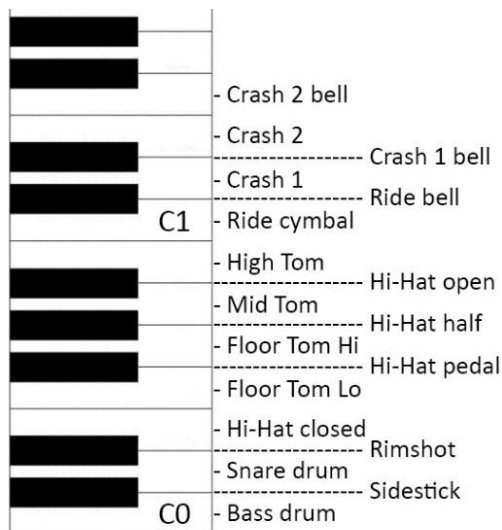 - Crash 2 bell
- Crash 2
Crash 1 bell
- Crash 1
Ride bell
C1 - Ride cymbal
- High Tom
Hi-Hat open
- Mid Tom
Hi-Hat half
- Floor Tom Hi
Hi-Hat pedal
- Floor Tom Lo
- Hi-Hat closed
Rimshot
- Snare drum
Sidestick
C0 - Bass drum